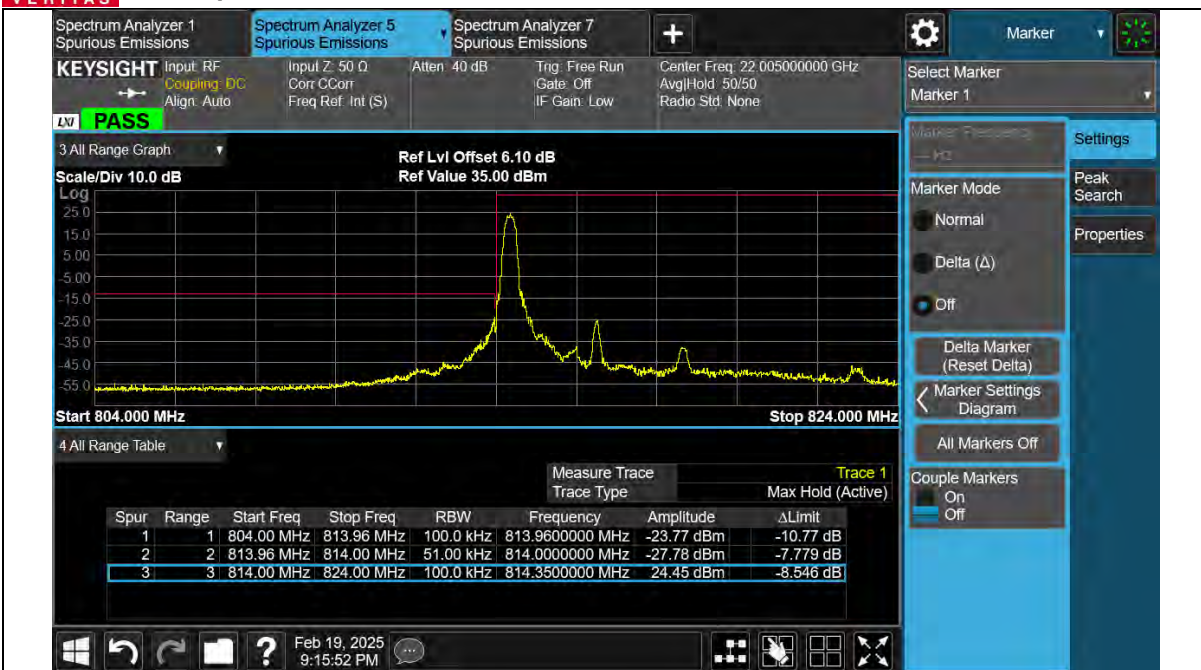 VERITAS
Spectrum Analyzer 1
Spurious Emissions
Spectrum Analyzer 5
Spurious Emissions
Spectrum Analyzer 7
Spurious Emissions
Marker
KEYSIGHT
Input: RF
Coupling: DC
Align: Auto
Input Z: 50 Ω
Corr CCorr
Freq Ref: Int (S)
Atten: 40 dB
Trig: Free Run
Gate: Off
IF Gain: Low
Center Freq: 22.005000000 GHz
Avg|Hold: 50/50
Radio Std: None
LXI
PASS
Select Marker
Marker 1
Marker Frequency
--- Hz
Settings
Marker Mode
Normal
Delta (Δ)
Off
Peak
Search
Properties
Delta Marker
(Reset Delta)
Marker Settings
Diagram
All Markers Off
Couple Markers
On
Off
3 All Range Graph
Scale/Div 10.0 dB
Ref Lvl Offset 6.10 dB
Ref Value 35.00 dBm
Log
25.0
15.0
5.00
-5.00
-15.0
-25.0
-35.0
-45.0
-55.0
Start 804.000 MHz
Stop 824.000 MHz
4 All Range Table
Measure Trace Trace 1
Trace Type Max Hold (Active)
Spur Range Start Freq Stop Freq RBW Frequency Amplitude ΔLimit
1 1 804.00 MHz 813.96 MHz 100.0 kHz 813.9600000 MHz -23.77 dBm -10.77 dB
2 2 813.96 MHz 814.00 MHz 51.00 kHz 814.0000000 MHz -27.78 dBm -7.779 dB
3 3 814.00 MHz 824.00 MHz 100.0 kHz 814.3500000 MHz 24.45 dBm -8.546 dB
Feb 19, 2025
9:15:52 PM